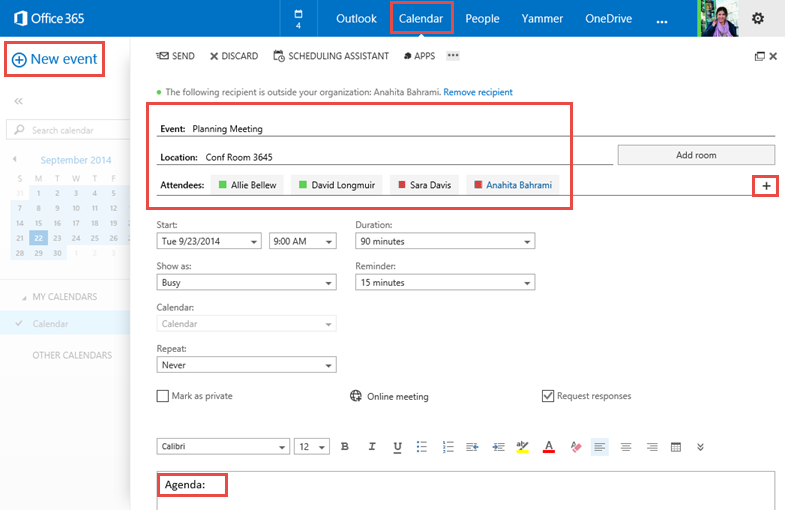 Office 365
4
Outlook Calendar People Yammer OneDrive ...
New event
SEND DISCARD SCHEDULING ASSISTANT APPS ...
The following recipient is outside your organization: Anahita Bahrami. Remove recipient
Event: Planning Meeting
Location: Conf Room 3645
Add room
Attendees: Allie Bellew David Longmuir Sara Davis Anahita Bahrami
Search calendar
September 2014
S M T W T F S
31 1 2 3 4 5
7 8 9 10 11 12
14 15 16 17 18 19
21 22 23 24 25 26
28 29 30 1 2 3
MY CALENDARS
Calendar
OTHER CALENDARS
Start: Duration:
Tue 9/23/2014 9:00 AM 90 minutes
Show as: Reminder:
Busy 15 minutes
Calendar:
Calendar
Repeat:
Never
Mark as private Online meeting Request responses
Calibri 12 B I U aby A
Agenda: